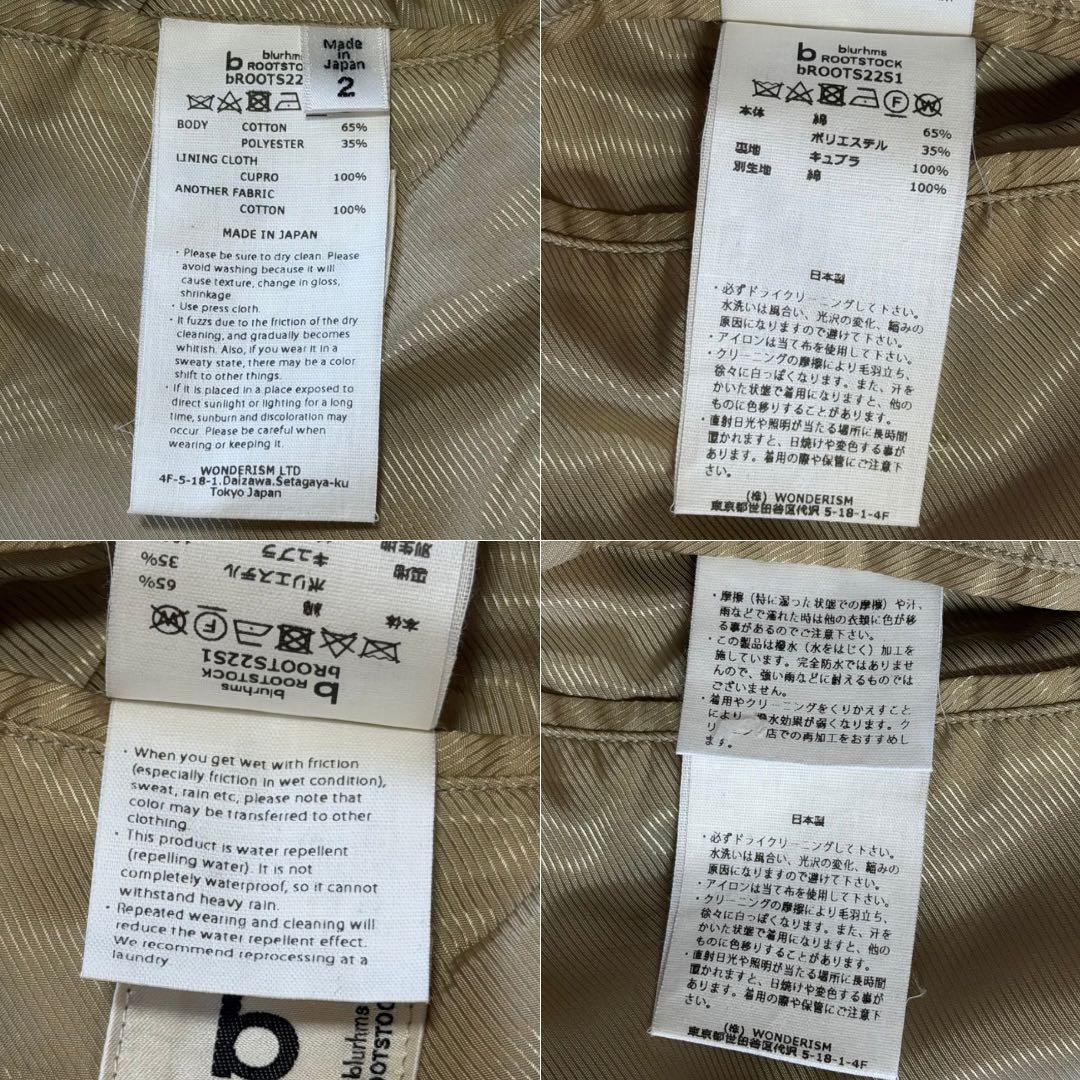 b blurhms
ROOTSTO
bROOTS22
Made
in
Japan
2
BODY COTTON 65%
POLYESTER 35%
LINING CLOTH
CUPRO 100%
ANOTHER FABRIC
COTTON 100%
MADE IN JAPAN
・Please be sure to dry clean. Please
avoid washing because it will
cause texture, change in gloss,
shrinkage
・Use press cloth.
・It fuzzs due to the friction of the dry
cleaning, and gradually becomes
whitish. Also, if you wear it in a
sweaty state, there may be a color
shift to other things.
・If it is placed in a place exposed to
direct sunlight or lighting for a long
time, sunburn and discoloration may
occur. Please be careful when
wearing or keeping it.
WONDERISM LTD
4F-5-18-1.Daizawa.Setagaya-ku
Tokyo Japan
b blurhms
ROOTSTOCK
bROOTS22S1
F W
本体 綿 65%
ポリエステル 35%
裏地 キュプラ 100%
別生地 綿 100%
日本製
・必ずドライクリーニングして下さい。
水洗いは風合い、光沢の変化、縮みの
原因になりますので避けて下さい。
・アイロンは当て布を使用して下さい。
・クリーニングの摩擦により毛羽立ち、
徐々に白っぽくなります。また、汗を
かいた状態で着用になりますと、他の
ものに色移りすることがあります。
・直射日光や照明が当たる場所に長時間
置かれますと、日焼けや変色する事が
あります。着用の際や保管にご注意下
さい。
(株) WONDERISM
東京都世田谷区代沢 5-18-1-4F
b blurhms
ROOTSTOCK
bROOTS22S1
F W
本体 綿 65%
ポリエステル 35%
裏地 キュプラ
別生地
・When you get wet with friction
(especially friction in wet condition),
sweat, rain etc, please note that
color may be transferred to other
clothing
・This product is water repellent
(repelling water). It is not
completely waterproof, so it cannot
withstand heavy rain.
・Repeated wearing and cleaning will
reduce the water repellent effect.
We recommend reprocessing at a
laundry
b blurhms
ROOTSTOC
・摩擦（特に湿った状態での摩擦）や汗、
雨などで濡れた時は他の衣類に色が移
る事があるのでご注意下さい。
・この製品は撥水（水をはじく）加工を
施しています。完全防水ではありませ
んので、強い雨などに耐えるものでは
ございません。
・着用やクリーニングをくりかえすこと
により、撥水効果が弱くなります。ク
リ ング店での再加工をおすすめし
ます。
日本製
・必ずドライクリーニングして下さい。
水洗いは風合い、光沢の変化、縮みの
原因になりますので避けて下さい。
・アイロンは当て布を使用して下さい。
・クリーニングの摩擦により毛羽立ち、
徐々に白っぽくなります。また、汗を
かいた状態で着用になりますと、他の
ものに色移りすることがあります。
・直射日光や照明が当たる場所に長時間
置かれますと、日焼けや変色する事が
あります。着用の際や保管にご注意下
さい。
(株) WONDERISM
東京都世田谷区代沢 5-18-1-4F